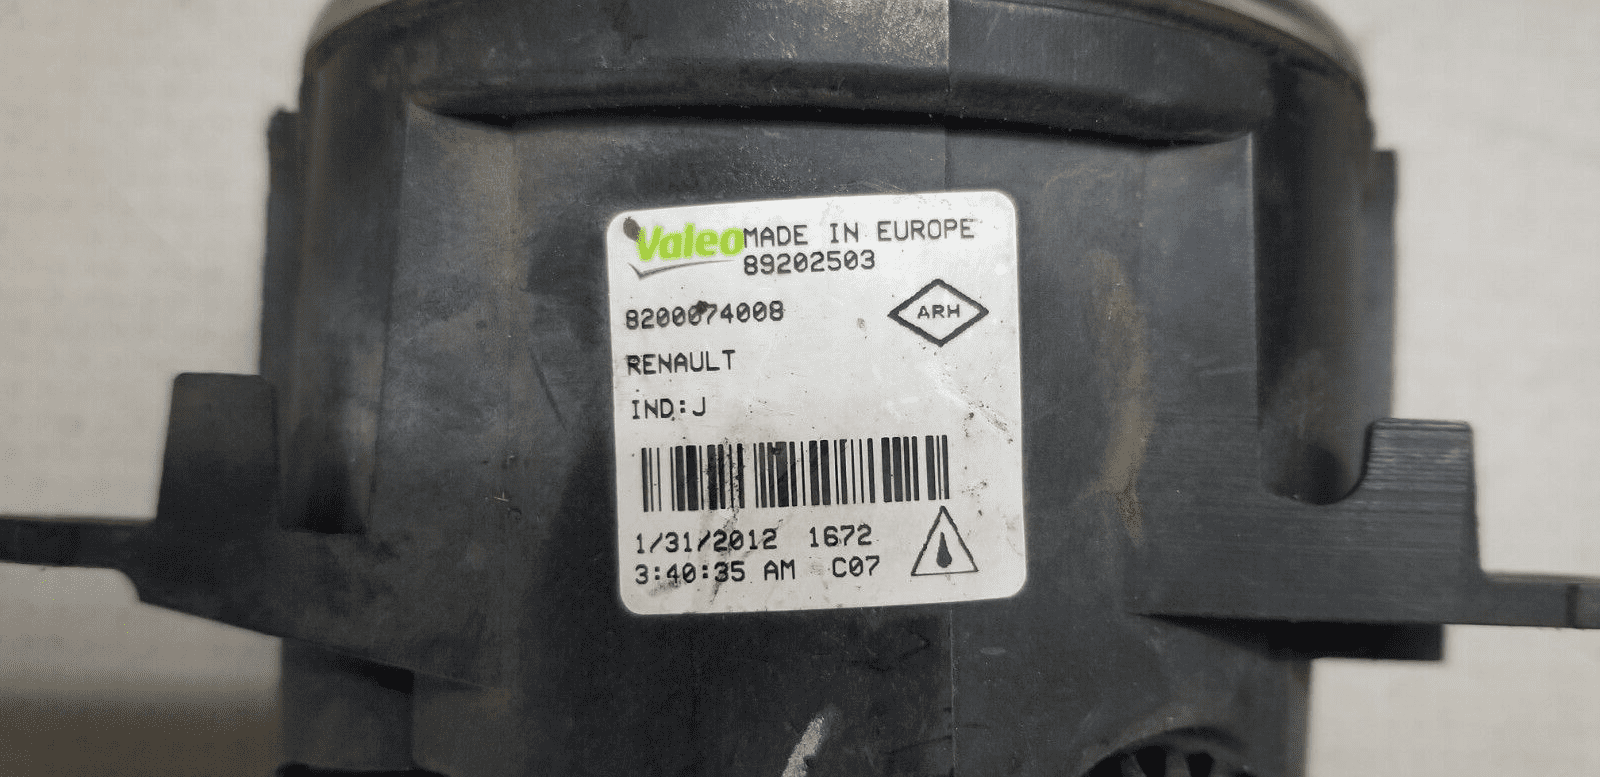 Valeo MADE IN EUROPE
89202503
8200074008
ARH
RENAULT
IND:J
1/31/2012 1672
3:40:35 AM C07